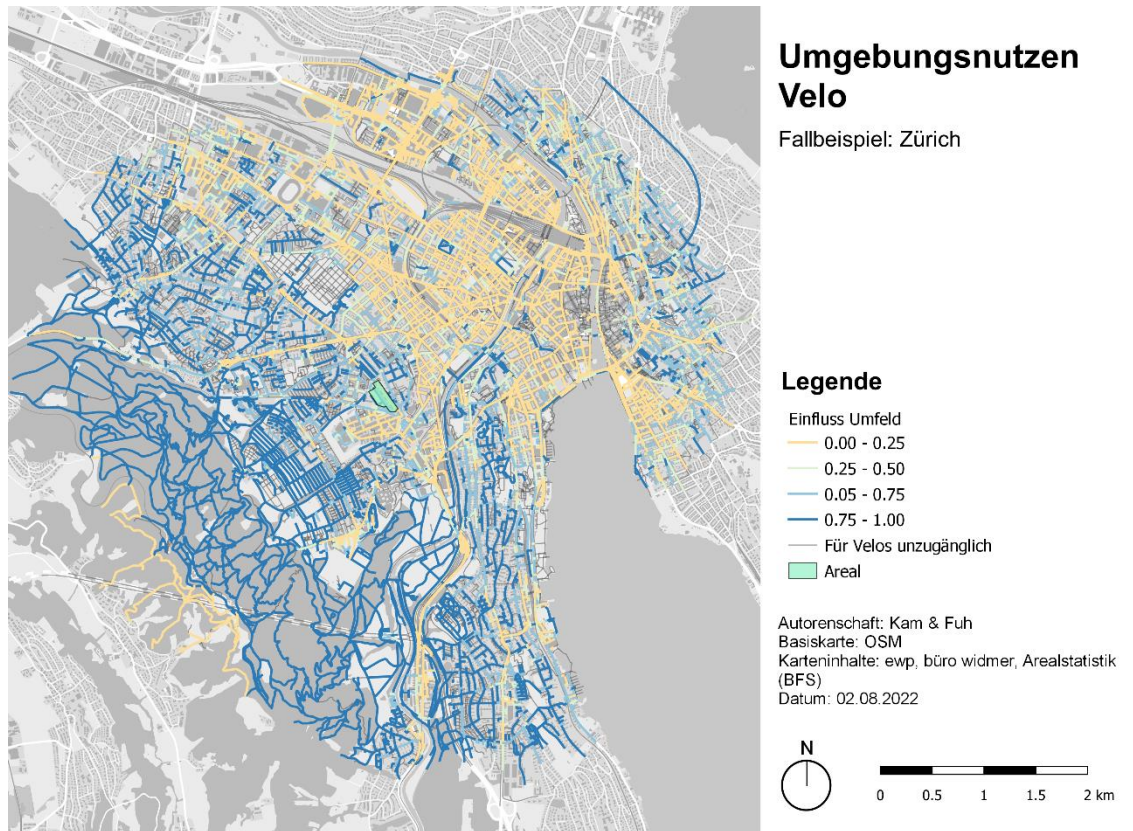 Umgebungsnutzen
Velo
Fallbeispiel: Zürich
Legende
Einfluss Umfeld
0.00 - 0.25
0.25 - 0.50
0.05 - 0.75
0.75 - 1.00
Für Velos unzugänglich
Areal
Autorenschaft: Kam & Fuh
Basiskarte: OSM
Karteninhalte: ewp, büro widmer, Arealstatistik
(BFS)
Datum: 02.08.2022
N
0 0.5 1 1.5 2 km